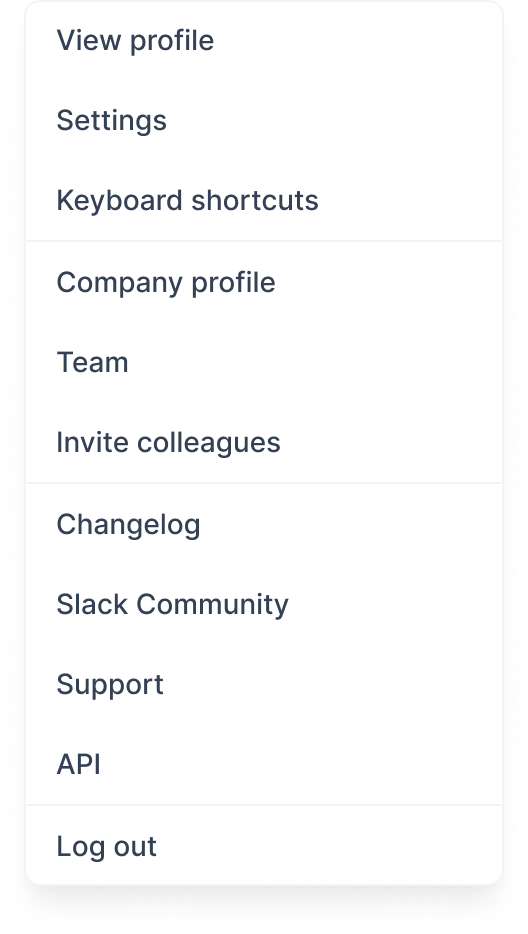 View profile
Settings
Keyboard shortcuts
Company profile
Team
Invite colleagues
Changelog
Slack Community
Support
API
Log out